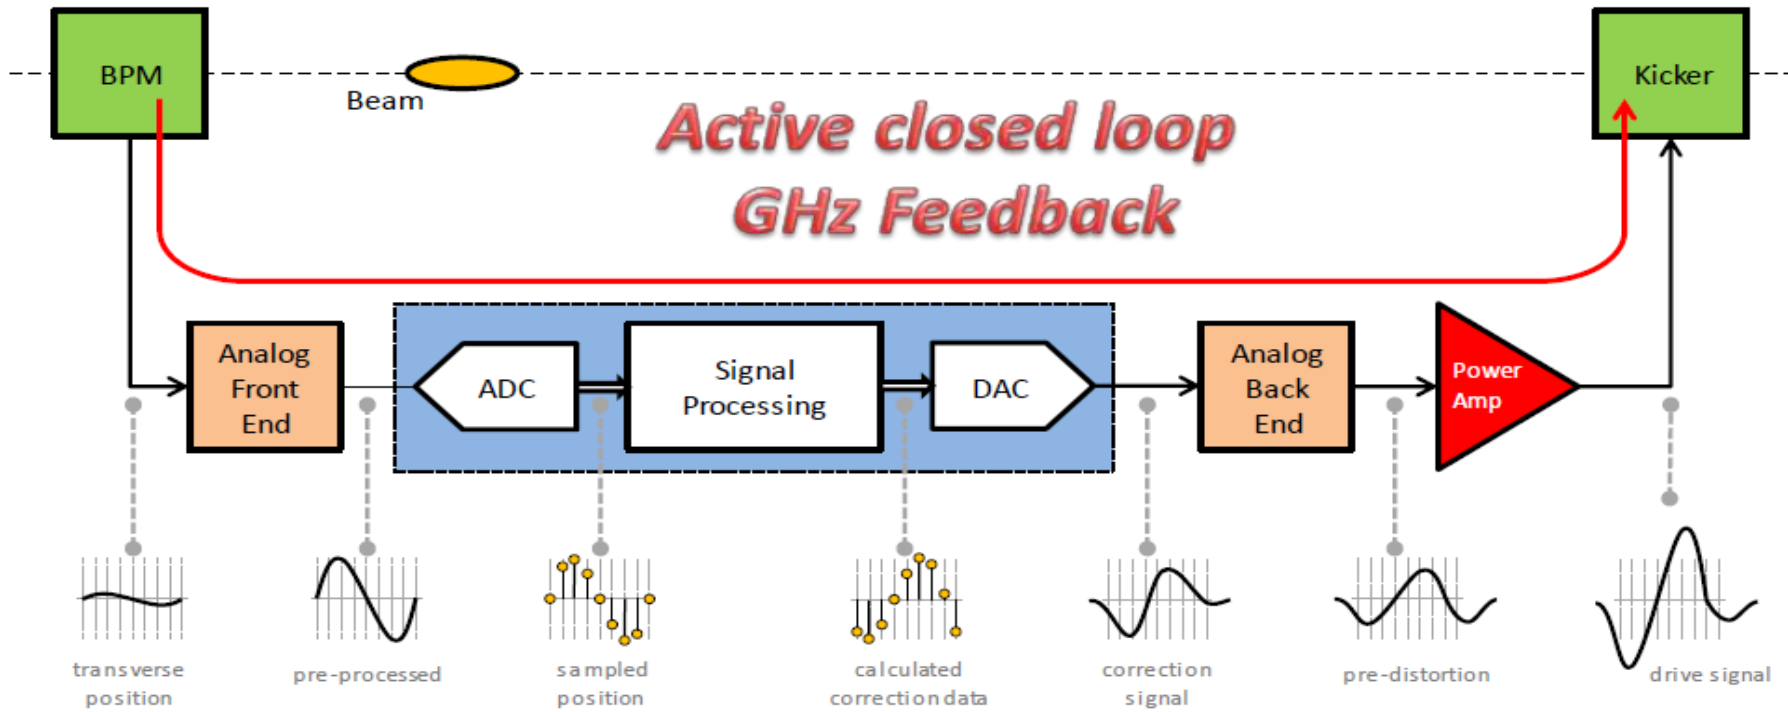 BPM
Beam
Kicker
Active closed loop
GHz Feedback
Analog
Front
End
ADC
Signal
Processing
DAC
Analog
Back
End
Power
Amp
transverse
position
pre-processed
sampled
position
calculated
correction data
correction
signal
pre-distortion
drive signal